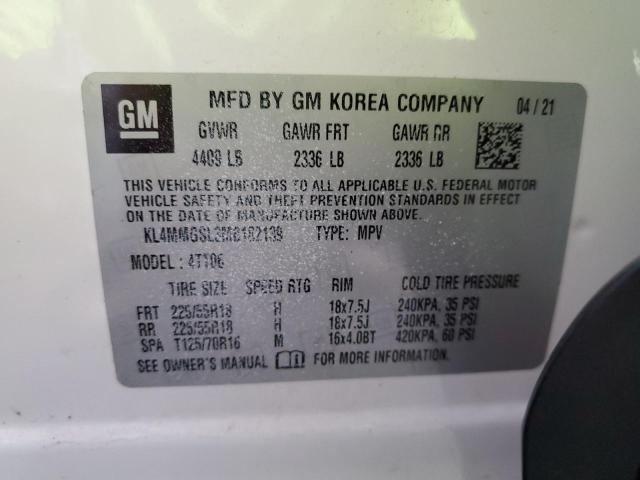 GM
MFD BY GM KOREA COMPANY 04/21
GVWR GAWR FRT GAWR RR
4409 LB 2336 LB 2336 LB
THIS VEHICLE CONFORMS TO ALL APPLICABLE U.S. FEDERAL MOTOR
VEHICLE SAFETY AND THEFT PREVENTION STANDARDS IN EFFECT
ON THE DATE OF MANUFACTURE SHOWN ABOVE.
TYPE: MPV
MODEL: 4TT06
TIRE SIZE SPEED RTG RIM COLD TIRE PRESSURE
FRT 225/55R18 H 18x7.5J 240KPA, 35 PSI
RR 225/55R18 H 18x7.5J 240KPA, 35 PSI
SPA T125/70R16 M 16x4.0BT 420KPA, 60 PSI
SEE OWNER'S MANUAL FOR MORE INFORMATION.